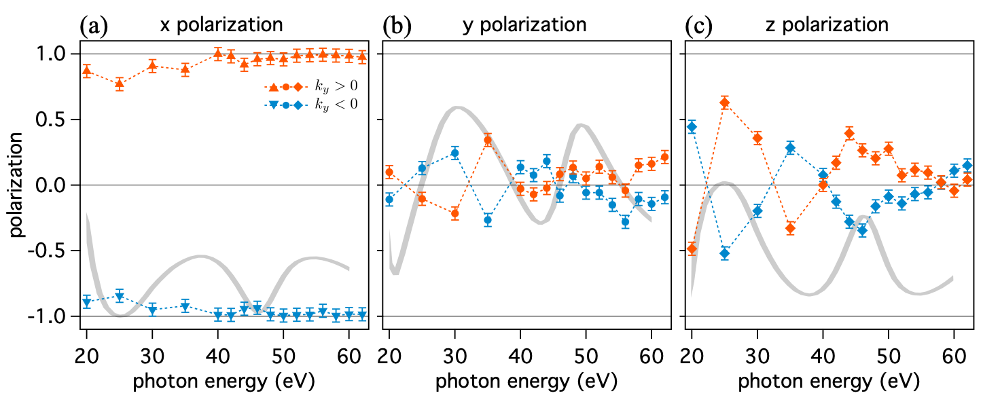 (a) x polarization
(b) y polarization
(c) z polarization
1.0
0.5
0.0
-0.5
-1.0
polarization
k_y > 0
k_y < 0
20 30 40 50 60
20 30 40 50 60
20 30 40 50 60
photon energy (eV)
photon energy (eV)
photon energy (eV)